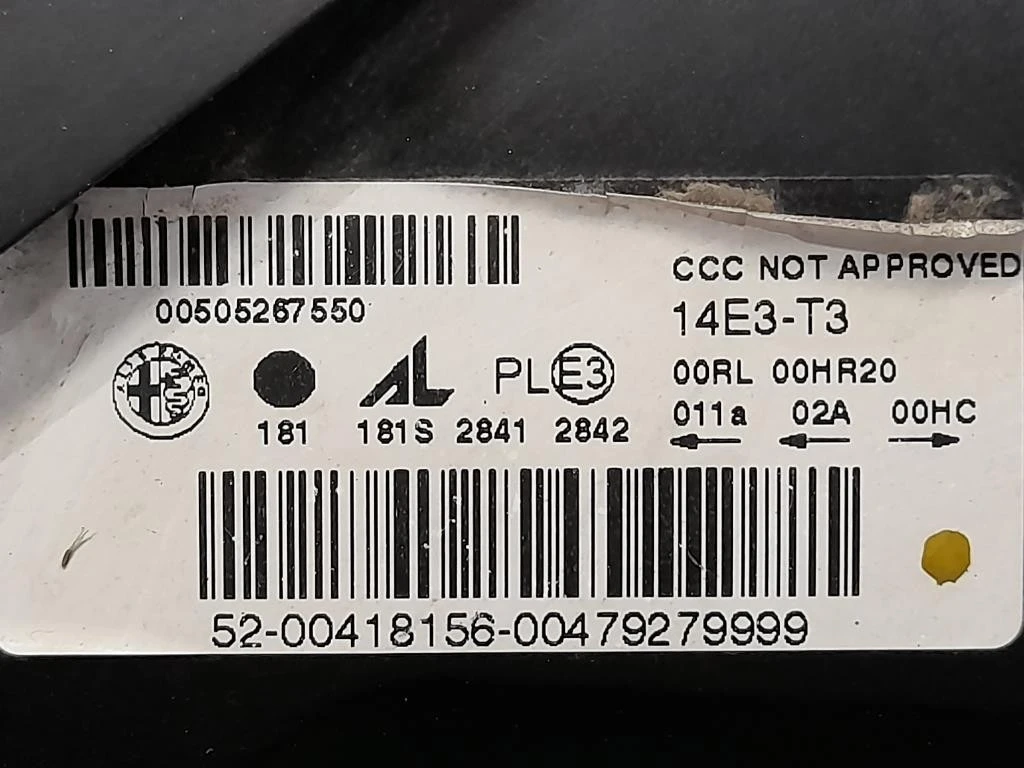 00505267550
CCC NOT APPROVED
14E3-T3
AL PL E3
00RL 00HR20
011a 02A 00HC
181 181S 2841 2842
52-00418156-00479279999